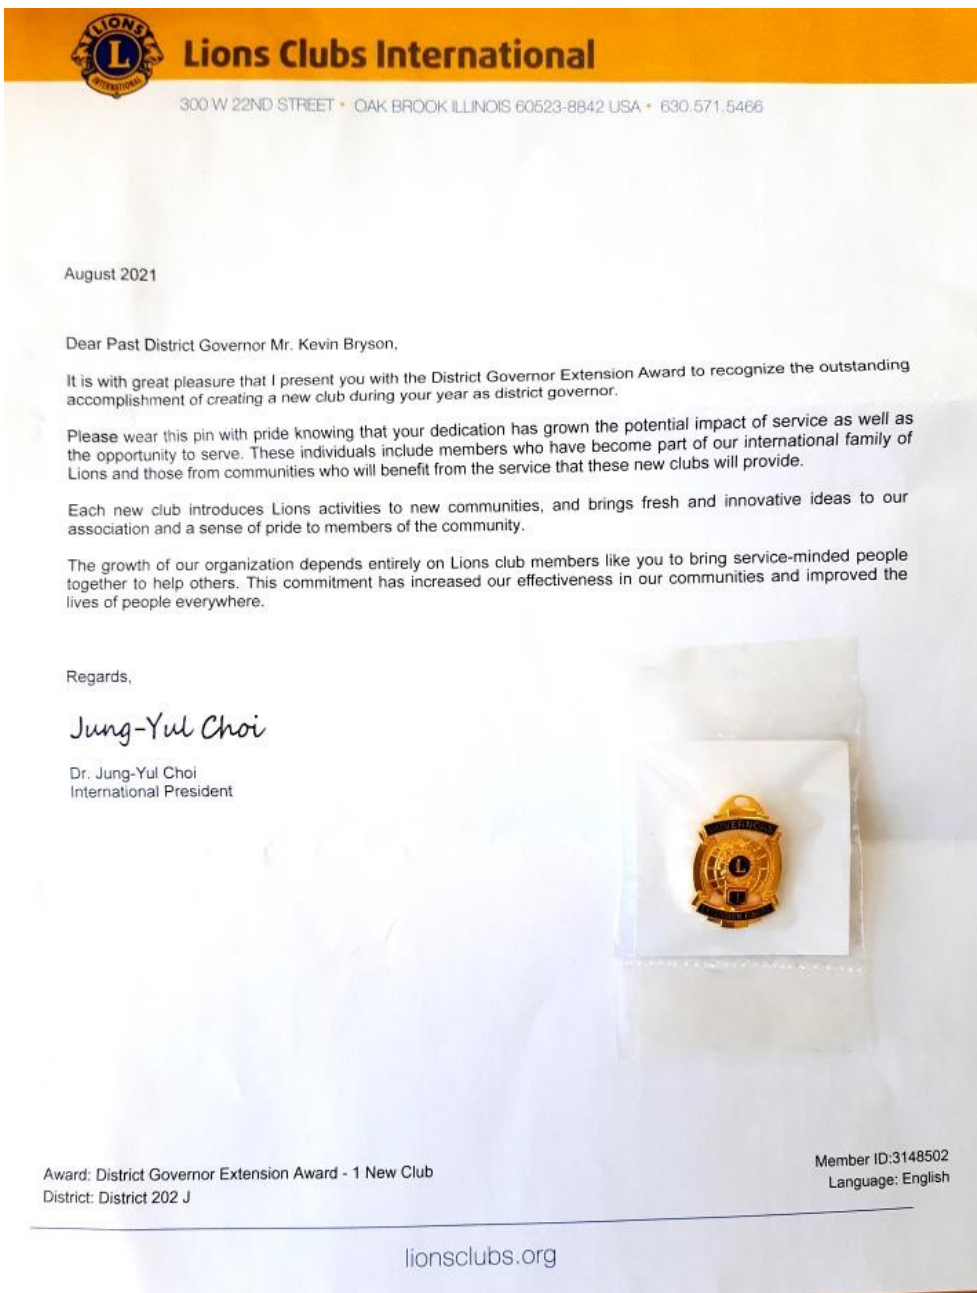 LIONS
L
INTERNATIONAL
Lions Clubs International
300 W 22ND STREET • OAK BROOK ILLINOIS 60523-8842 USA • 630.571.5466
August 2021
Dear Past District Governor Mr. Kevin Bryson,
It is with great pleasure that I present you with the District Governor Extension Award to recognize the outstanding
accomplishment of creating a new club during your year as district governor.
Please wear this pin with pride knowing that your dedication has grown the potential impact of service as well as
the opportunity to serve. These individuals include members who have become part of our international family of
Lions and those from communities who will benefit from the service that these new clubs will provide.
Each new club introduces Lions activities to new communities, and brings fresh and innovative ideas to our
association and a sense of pride to members of the community.
The growth of our organization depends entirely on Lions club members like you to bring service-minded people
together to help others. This commitment has increased our effectiveness in our communities and improved the
lives of people everywhere.
Regards,
Jung-Yul Choi
Dr. Jung-Yul Choi
International President
L
1
Award: District Governor Extension Award - 1 New Club
District: District 202 J
Member ID:3148502
Language: English
lionsclubs.org